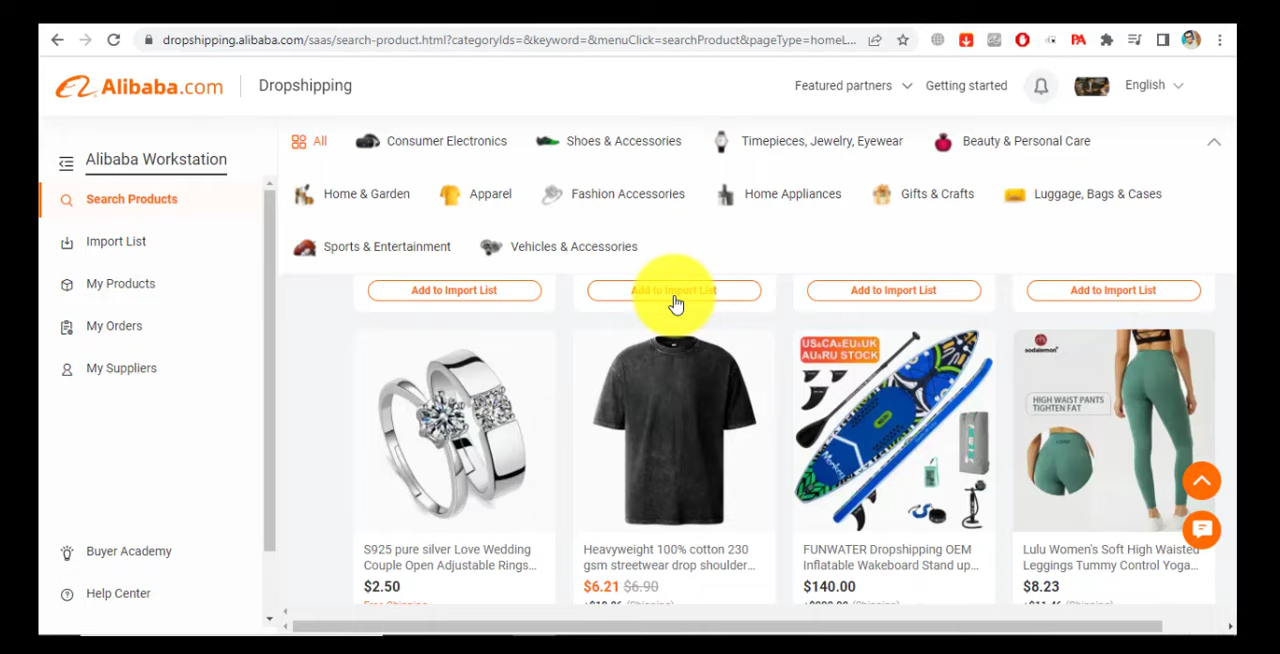 dropshipping.alibaba.com/saas/search-product.html?categoryIds=&keyword=&menuClick=searchProduct&pageType=homeL...
PA
Alibaba.com
Dropshipping
Featured partners
Getting started
English
Alibaba Workstation
Search Products
Import List
My Products
My Orders
My Suppliers
Buyer Academy
Help Center
All
Consumer Electronics
Shoes & Accessories
Timepieces, Jewelry, Eyewear
Beauty & Personal Care
Home & Garden
Apparel
Fashion Accessories
Home Appliances
Gifts & Crafts
Luggage, Bags & Cases
Sports & Entertainment
Vehicles & Accessories
Add to Import List
Add to Import List
Add to Import List
Add to Import List
US&CA&EU&UK
AU&RU STOCK
sodalemon
HIGH WAIST PANTS
TIGHTEN FAT
S925 pure silver Love Wedding
Couple Open Adjustable Rings...
$2.50
Free Shipping
Heavyweight 100% cotton 230
gsm streetwear drop shoulder...
$6.21 $6.90
(Shipping)
FUNWATER Dropshipping OEM
Inflatable Wakeboard Stand up...
$140.00
(Shipping)
Lulu Women's Soft High Waisted
Leggings Tummy Control Yoga...
$8.23
(Shipping)